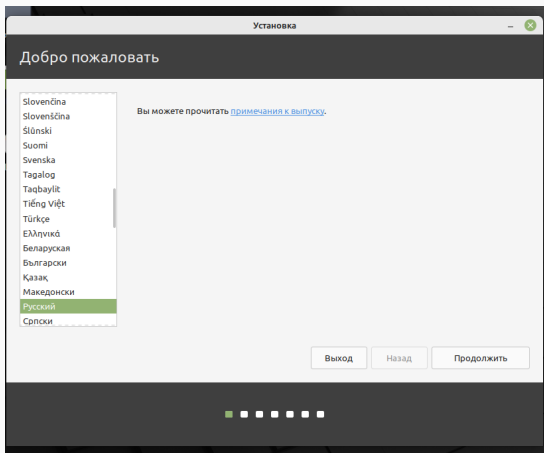 Установка
Добро пожаловать
Slovenčina
Slovenščina
Ślůnski
Suomi
Svenska
Tagalog
Taqbaylit
Tiếng Việt
Türkçe
Ελληνικά
Беларуская
Български
Қазақ
Македонски
Русский
Српски
Вы можете прочитать примечания к выпуску.
Выход
Назад
Продолжить